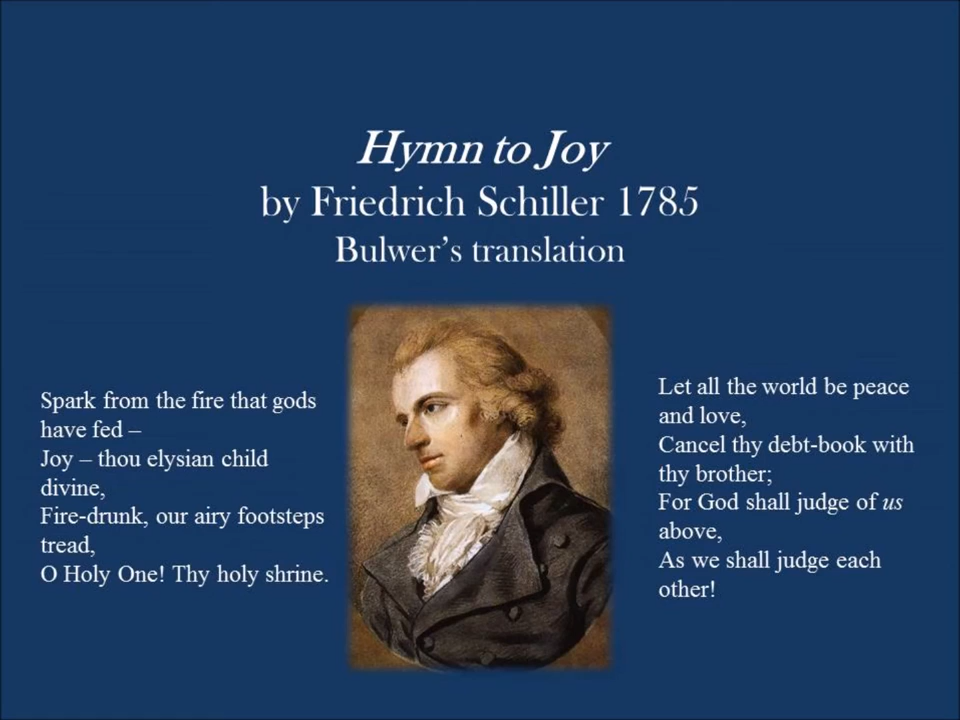 Hymn to Joy
by Friedrich Schiller 1785
Bulwer’s translation
Spark from the fire that gods
have fed –
Joy – thou elysian child
divine,
Fire-drunk, our airy footsteps
tread,
O Holy One! Thy holy shrine.
Let all the world be peace
and love,
Cancel thy debt-book with
thy brother;
For God shall judge of us
above,
As we shall judge each
other!